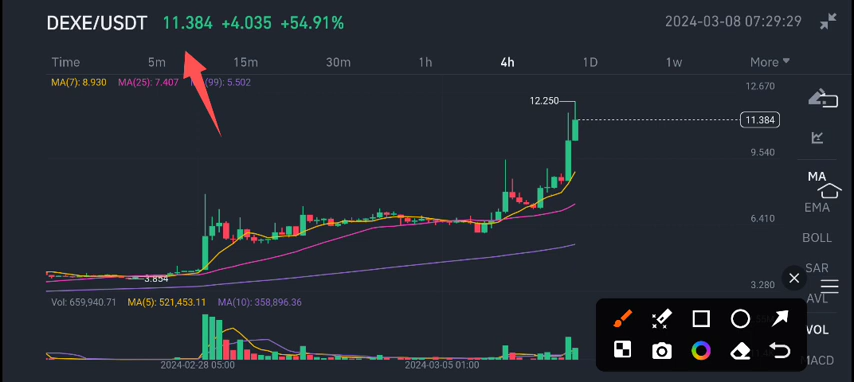 DEXE/USDT 11.384 +4.035 +54.91% 2024-03-08 07:29:29
Time 5m 15m 30m 1h 4h 1D 1w More
MA(7): 8.930 MA(25): 7.407 (99): 5.502
12.670
12.250
11.384
9.540
MA
EMA
6.410
BOLL
SAR
3.854
3.280
AVL
Vol: 659,940.71 MA(5): 521,453.11 MA(10): 358,896.36
VOL
MACD
2024-02-28 05:00 2024-03-05 01:00